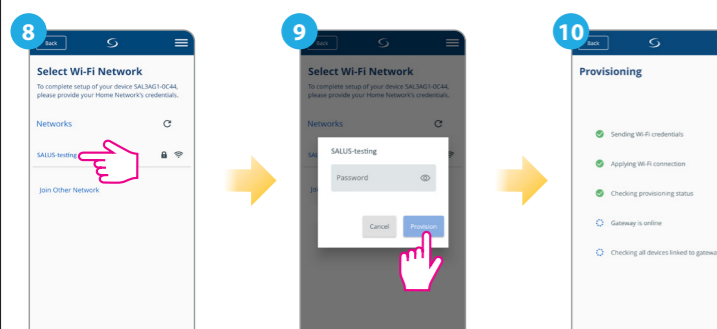 8
Back
Select Wi-Fi Network
To complete setup of your device SAL3AG1-0C44,
please provide your Home Network's credentials.
Networks
SALUS-testing
Join Other Network
9
Back
Select Wi-Fi Network
To complete setup of your device SAL3AG1-0C44,
please provide your Home Network's credentials.
Networks
SAL
SALUS-testing
Password
Joi
Cancel
Provision
10
Back
Provisioning
Sending Wi-Fi credentials
Applying Wi-Fi connection
Checking provisioning status
Gateway is online
Checking all devices linked to gatewa